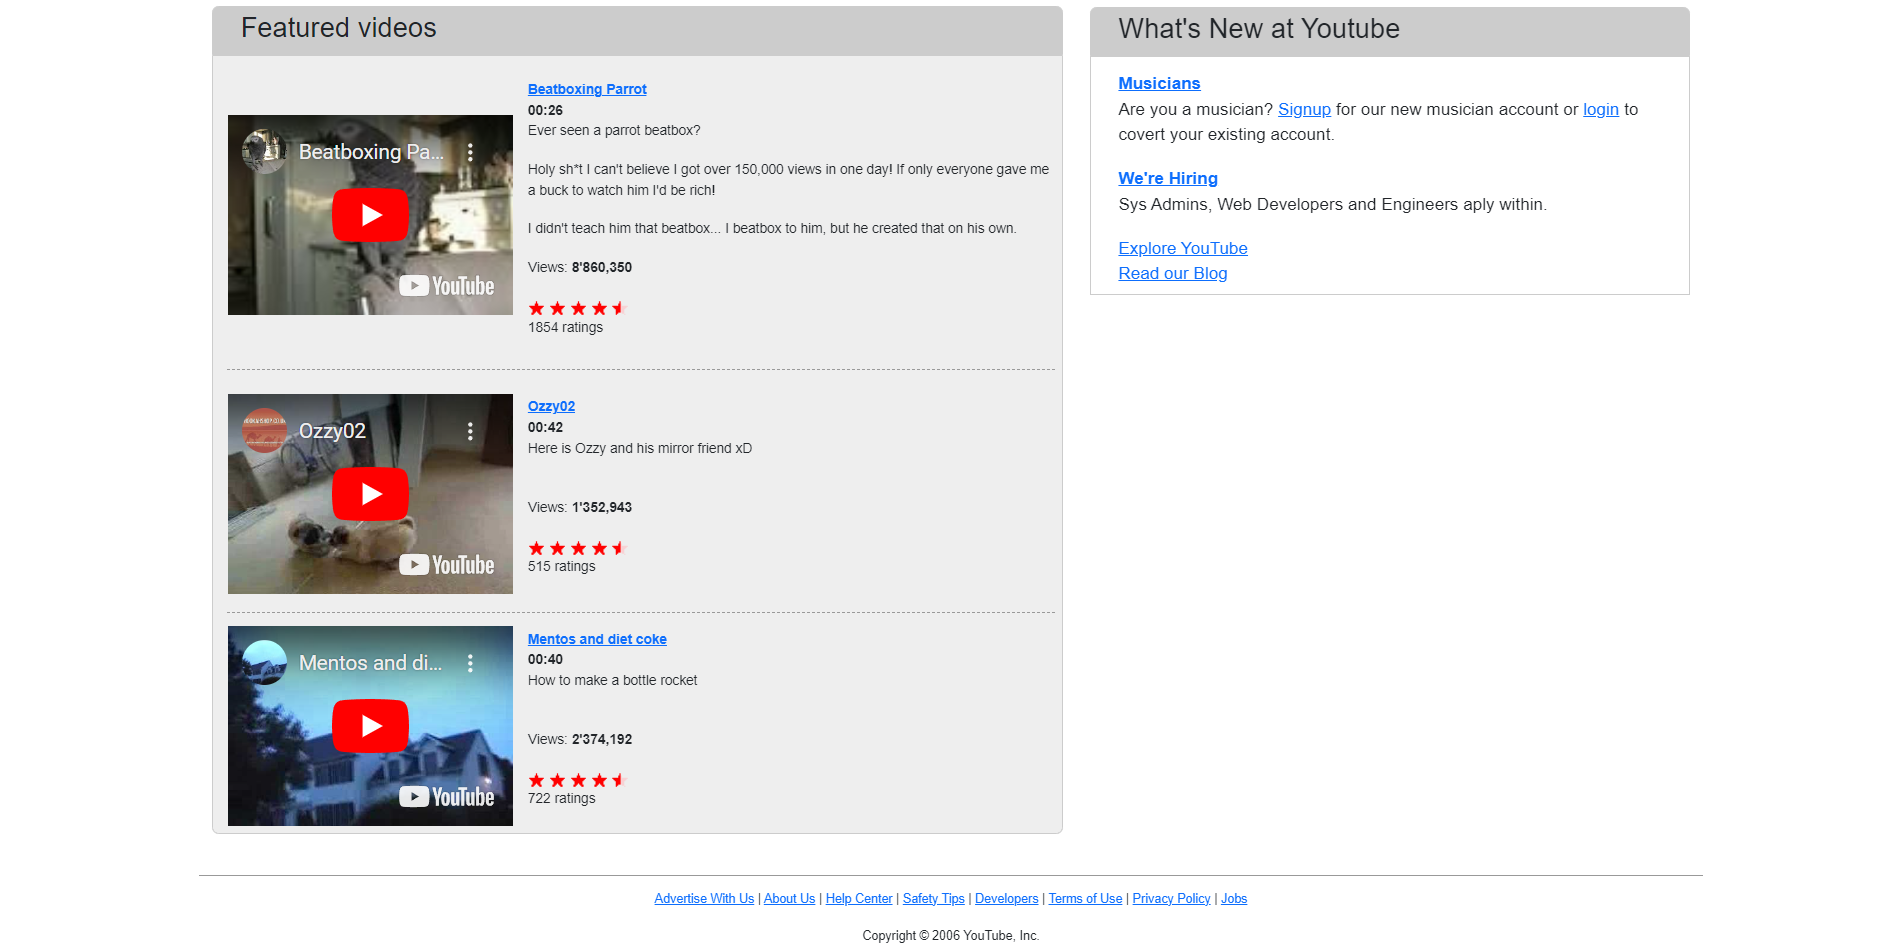 Featured videos
Beatboxing Pa...
YouTube
Beatboxing Parrot
00:26
Ever seen a parrot beatbox?
Holy sh*t I can't believe I got over 150,000 views in one day! If only everyone gave me
a buck to watch him I'd be rich!
I didn't teach him that beatbox... I beatbox to him, but he created that on his own.
Views: 8'860,350
1854 ratings
Ozzy02
YouTube
Ozzy02
00:42
Here is Ozzy and his mirror friend xD
Views: 1'352,943
515 ratings
Mentos and di...
YouTube
Mentos and diet coke
00:40
How to make a bottle rocket
Views: 2'374,192
722 ratings
What's New at Youtube
Musicians
Are you a musician? Signup for our new musician account or login to
covert your existing account.
We're Hiring
Sys Admins, Web Developers and Engineers aply within.
Explore YouTube
Read our Blog
Advertise With Us | About Us | Help Center | Safety Tips | Developers | Terms of Use | Privacy Policy | Jobs
Copyright © 2006 YouTube, Inc.